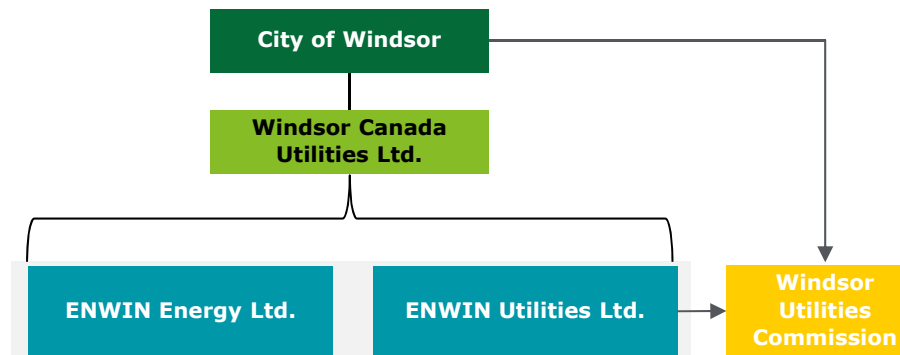 City of Windsor
Windsor Canada
Utilities Ltd.
ENWIN Energy Ltd.
ENWIN Utilities Ltd.
Windsor
Utilities
Commission